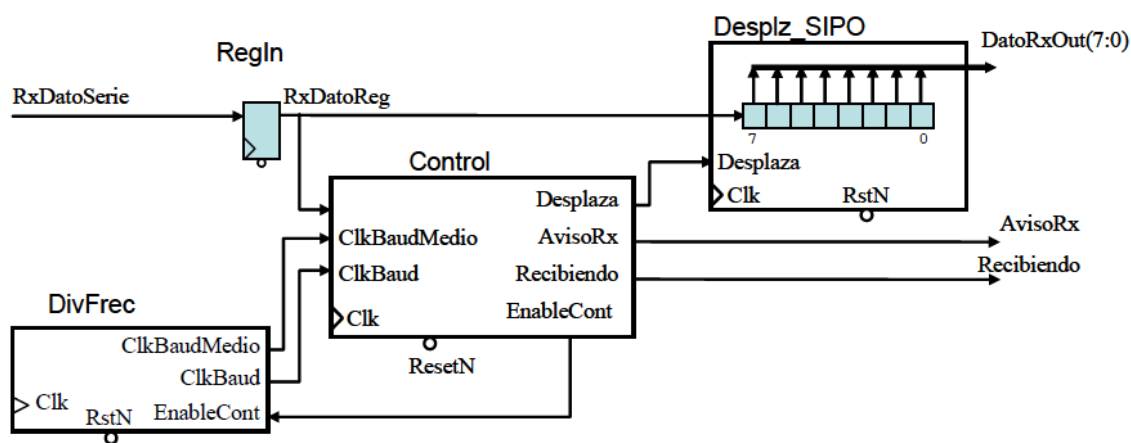 Desplz_SIPO
DatoRxOut(7:0)
RegIn
RxDatoSerie
RxDatoReg
7
0
Control
Desplaza
Clk
RstN
Desplaza
AvisoRx
AvisoRx
ClkBaudMedio
Recibiendo
Recibiendo
ClkBaud
EnableCont
Clk
DivFrec
ResetN
ClkBaudMedio
ClkBaud
Clk
RstN
EnableCont